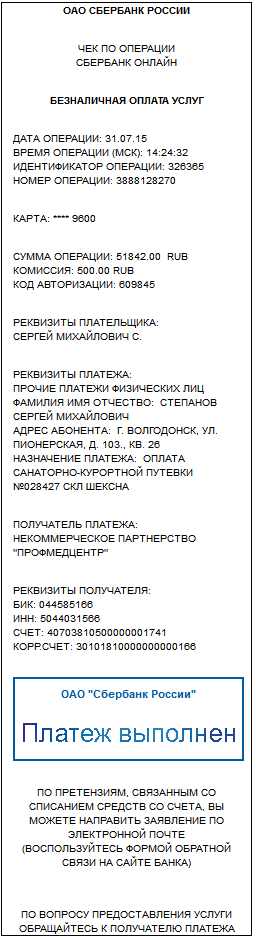 ОАО СБЕРБАНК РОССИИ
ЧЕК ПО ОПЕРАЦИИ
СБЕРБАНК ОНЛАЙН
БЕЗНАЛИЧНАЯ ОПЛАТА УСЛУГ
ДАТА ОПЕРАЦИИ: 31.07.15
ВРЕМЯ ОПЕРАЦИИ (МСК): 14:24:32
ИДЕНТИФИКАТОР ОПЕРАЦИИ: 326365
НОМЕР ОПЕРАЦИИ: 3888128270
КАРТА: **** 9600
СУММА ОПЕРАЦИИ: 51842.00 RUB
КОМИССИЯ: 500.00 RUB
КОД АВТОРИЗАЦИИ: 609845
РЕКВИЗИТЫ ПЛАТЕЛЬЩИКА:
СЕРГЕЙ МИХАЙЛОВИЧ С.
РЕКВИЗИТЫ ПЛАТЕЖА:
ПРОЧИЕ ПЛАТЕЖИ ФИЗИЧЕСКИХ ЛИЦ
ФАМИЛИЯ ИМЯ ОТЧЕСТВО: СТЕПАНОВ
СЕРГЕЙ МИХАЙЛОВИЧ
АДРЕС АБОНЕНТА: Г. ВОЛГОДОНСК, УЛ.
ПИОНЕРСКАЯ, Д. 103., КВ. 26
НАЗНАЧЕНИЕ ПЛАТЕЖА: ОПЛАТА
САНАТОРНО-КУРОРТНОЙ ПУТЕВКИ
№028427 СКЛ ШЕКСНА
ПОЛУЧАТЕЛЬ ПЛАТЕЖА:
НЕКОММЕРЧЕСКОЕ ПАРТНЕРСТВО
"ПРОФМЕДЦЕНТР"
РЕКВИЗИТЫ ПОЛУЧАТЕЛЯ:
БИК: 044585166
ИНН: 5044031566
СЧЕТ: 40703810500000001741
КОРР.СЧЕТ: 30101810000000000166
ОАО "Сбербанк России"
Платеж выполнен
ПО ПРЕТЕНЗИЯМ, СВЯЗАННЫМ СО
СПИСАНИЕМ СРЕДСТВ СО СЧЕТА, ВЫ
МОЖЕТЕ НАПРАВИТЬ ЗАЯВЛЕНИЕ ПО
ЭЛЕКТРОННОЙ ПОЧТЕ
(ВОСПОЛЬЗУЙТЕСЬ ФОРМОЙ ОБРАТНОЙ
СВЯЗИ НА САЙТЕ БАНКА)
ПО ВОПРОСУ ПРЕДОСТАВЛЕНИЯ УСЛУГИ
ОБРАЩАЙТЕСЬ К ПОЛУЧАТЕЛЮ ПЛАТЕЖА